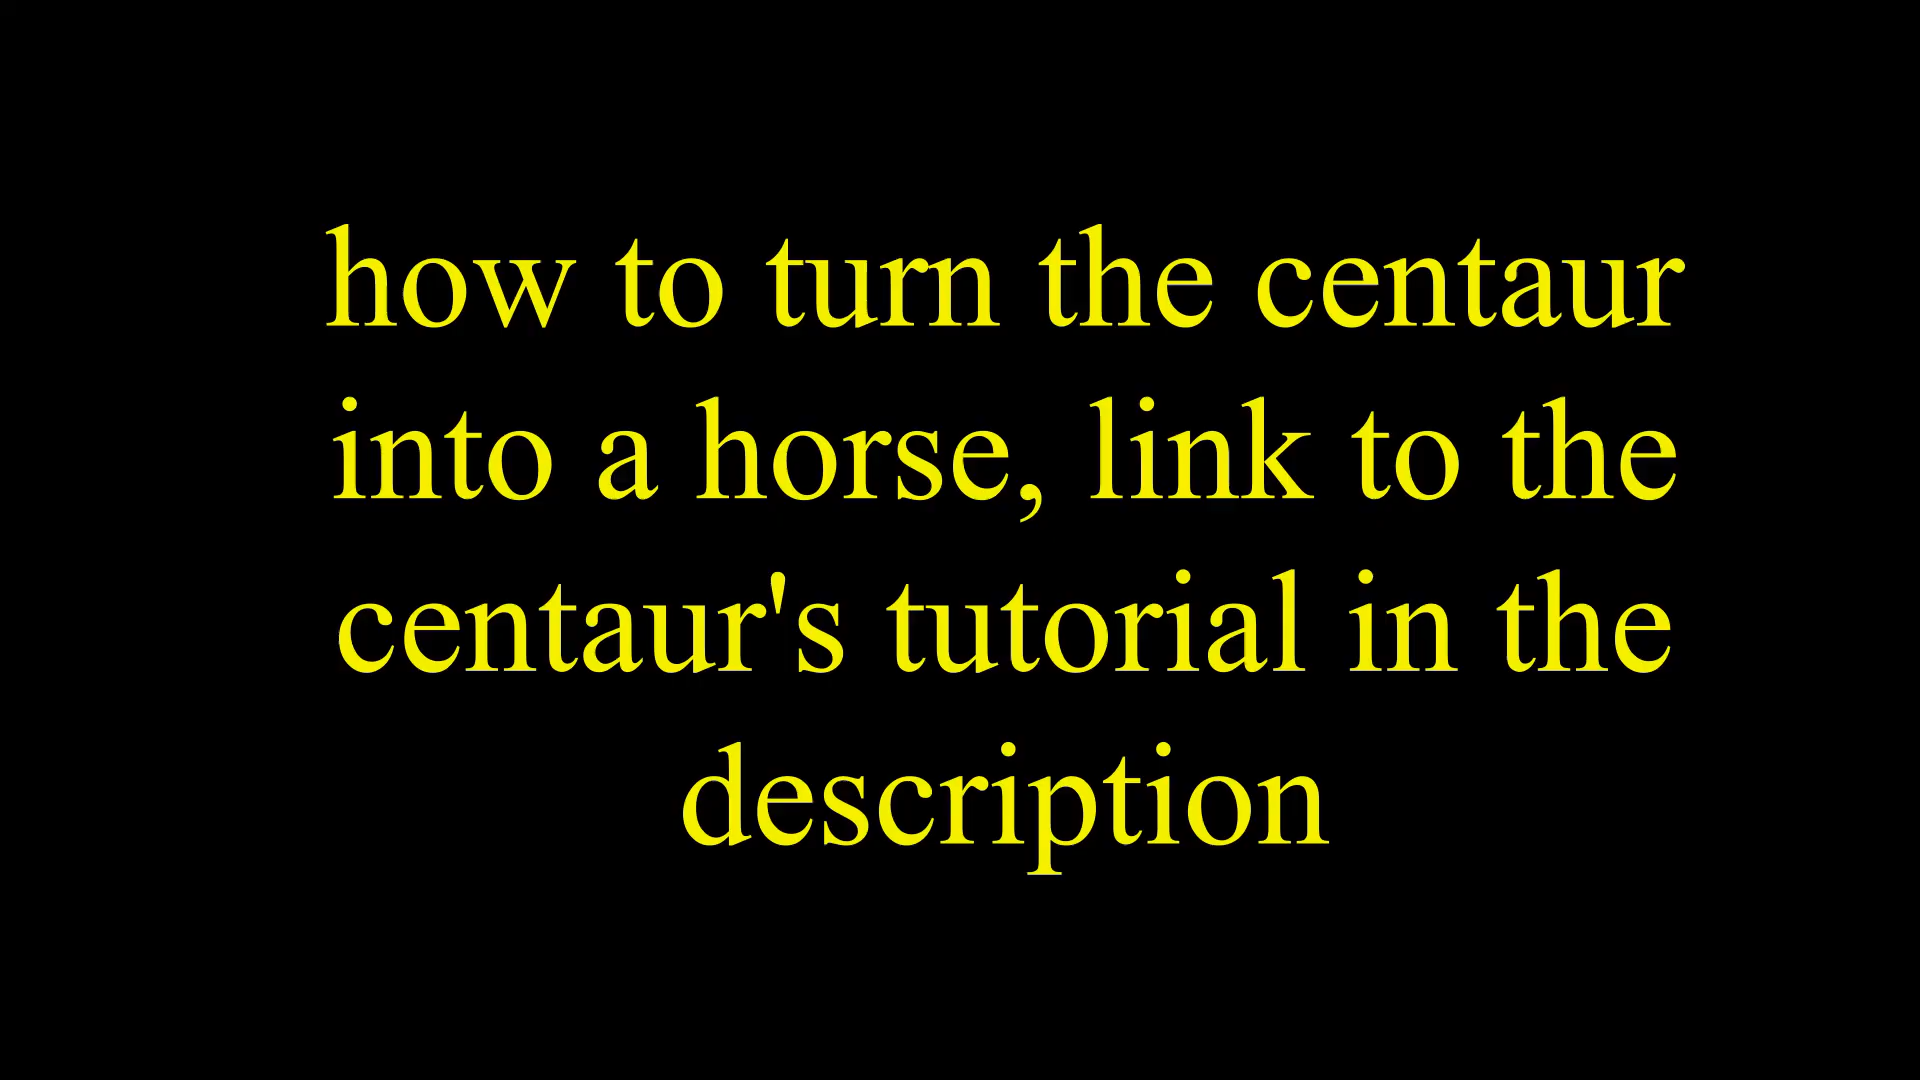 how to turn the centaur
into a horse, link to the
centaur's tutorial in the
description